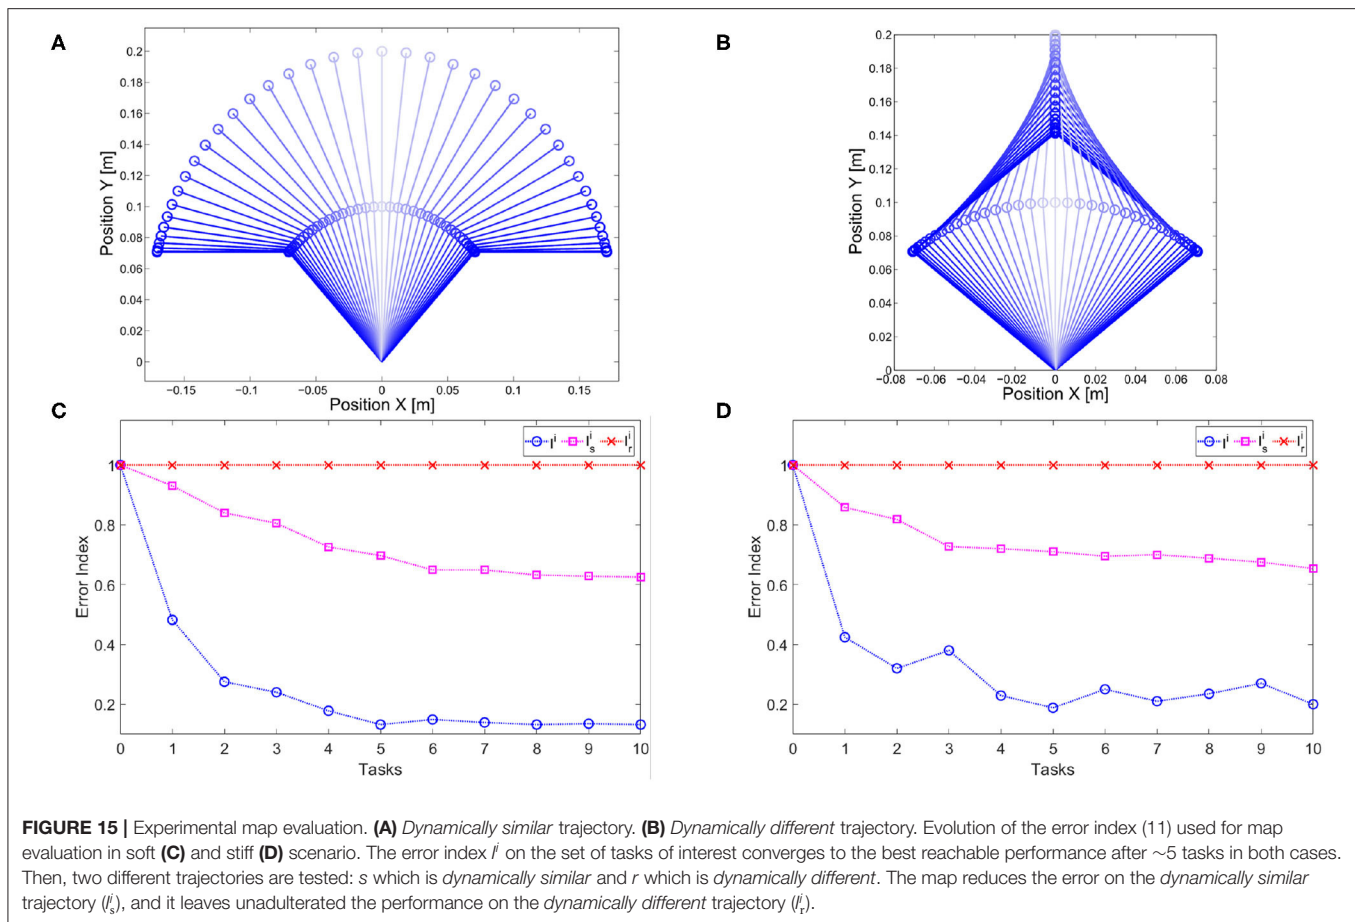 A
B
0.2
0.18
0.16
0.14
0.12
0.1
0.08
0.06
0.04
0.02
0
Position Y [m]
−0.15 −0.1 −0.05 0 0.05 0.1 0.15
Position X [m]
0.2
0.18
0.16
0.14
0.12
0.1
0.08
0.06
0.04
0.02
0
Position Y [m]
−0.08 −0.06 −0.04 −0.02 0 0.02 0.04 0.06 0.08
Position X [m]
C
D
I^i I_s^i I_r^i
1
0.8
0.6
0.4
0.2
Error Index
0 1 2 3 4 5 6 7 8 9 10
Tasks
I^i I_s^i I_r^i
1
0.8
0.6
0.4
0.2
Error Index
0 1 2 3 4 5 6 7 8 9 10
Tasks
FIGURE 15 | Experimental map evaluation. (A) Dynamically similar trajectory. (B) Dynamically different trajectory. Evolution of the error index (11) used for map
evaluation in soft (C) and stiff (D) scenario. The error index I^i on the set of tasks of interest converges to the best reachable performance after ~5 tasks in both cases.
Then, two different trajectories are tested: s which is dynamically similar and r which is dynamically different. The map reduces the error on the dynamically similar
trajectory (I_s^i), and it leaves unadulterated the performance on the dynamically different trajectory (I_r^i).